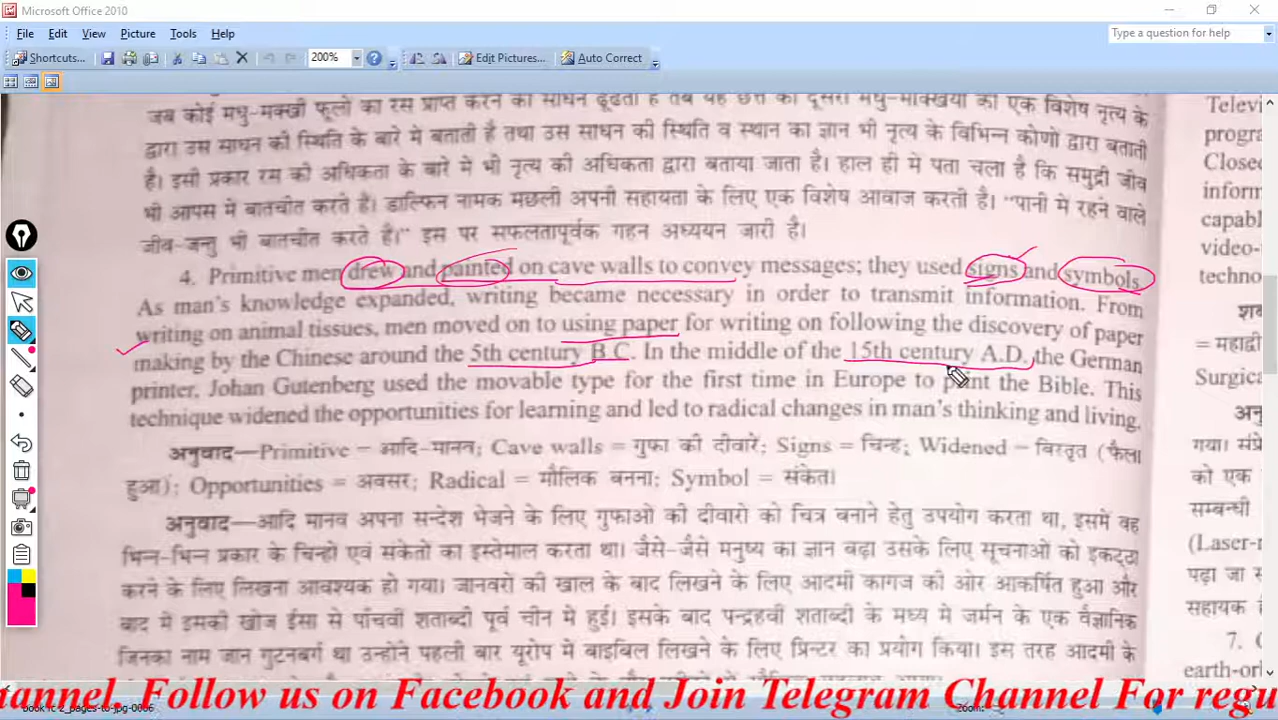 Microsoft Office 2010
File Edit View Picture Tools Help
Type a question for help
Shortcuts... 200% Edit Pictures... Auto Correct
जब कोई मधु-मक्खी फूलों का रस प्राप्त करने का साधन ढूंढती है तब यह छत्ते की दूसरी मधु-मक्खियों को एक विशेष नृत्य के
द्वारा उस साधन की स्थिति के बारे में बताती है तथा उस साधन की स्थिति व स्थान का ज्ञान भी नृत्य के विभिन्न कोणों द्वारा बताती
है। इसी प्रकार रस की अधिकता के बारे में भी नृत्य की अधिकता द्वारा बताया जाता है। हाल ही में पता चला है कि समुद्री जीव
भी आपस में बातचीत करते है। डाल्फिन नामक मछली अपनी सहायता के लिए एक विशेष आवाज करती है। "पानी में रहने वाले
जीव-जन्तु भी बातचीत करते है।" इस पर सफलतापूर्वक गहन अध्ययन जारी है।
4. Primitive men drew and painted on cave walls to convey messages; they used signs and symbols.
As man's knowledge expanded, writing became necessary in order to transmit information. From
writing on animal tissues, men moved on to using paper for writing on following the discovery of paper
making by the Chinese around the 5th century B.C. In the middle of the 15th century A.D., the German
printer, Johan Gutenberg used the movable type for the first time in Europe to print the Bible. This
technique widened the opportunities for learning and led to radical changes in man's thinking and living.
अनुवाद—Primitive = आदि-मानव; Cave walls = गुफा की दीवारें; Signs = चिन्ह; Widened = विस्तृत (फैला
हुआ); Opportunities = अवसर; Radical = मौलिक बनना; Symbol = संकेत।
अनुवाद—आदि मानव अपना सन्देश भेजने के लिए गुफाओं की दीवारों को चित्र बनाने हेतु उपयोग करता था, इसमें वह
भिन्न-भिन्न प्रकार के चिन्हों एवं संकेतों का इस्तेमाल करता था। जैसे-जैसे मनुष्य का ज्ञान बढ़ा उसके लिए सूचनाओं को इकट्ठा
करने के लिए लिखना आवश्यक हो गया। जानवरों की खाल के बाद लिखने के लिए आदमी कागज की ओर आकर्षित हुआ और
बाद में इसकी खोज ईसा से पाँचवी शताब्दी पूर्व चीन में हुई। इसके बाद पन्द्रहवीं शताब्दी के मध्य में जर्मन के एक वैज्ञानिक
जिनका नाम जान गुटनबर्ग था उन्होंने पहली बार यूरोप में बाइबिल लिखने के लिए प्रिन्टर का प्रयोग किया। इस तरह आदमी के
Televi
progra
Closed
inform
capabl
video-
techno
= महाद्वी
Surgica
एक
सम्बन्धी
(Laser-r
पढ़ा जा स
सहायक
7.
earth-or
hannel. Follow us on Facebook and Join Telegram Channel For regu
book 1c 2_pages-to-jpg-0006
Zoom: